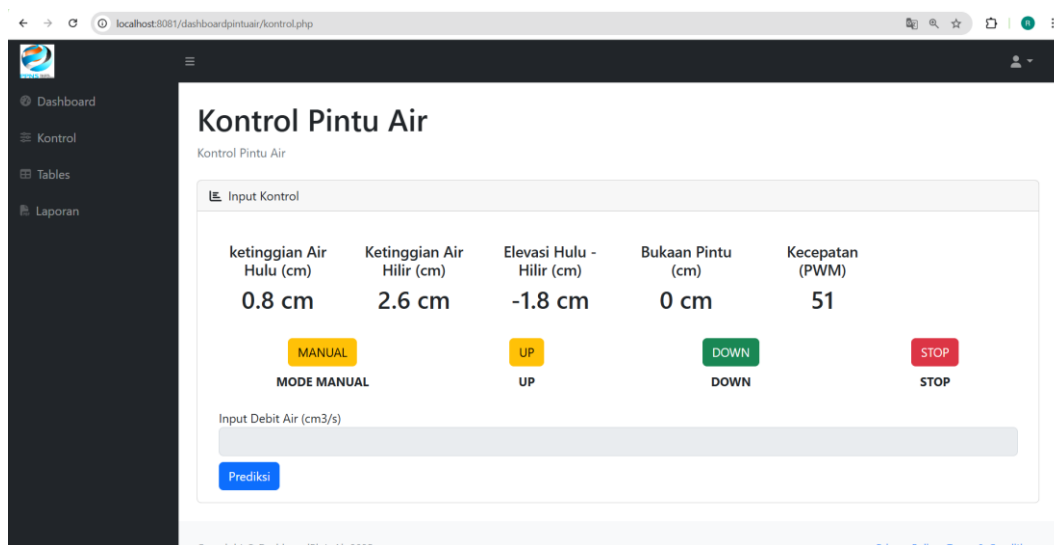 localhost:8081/dashboardpintuair/kontrol.php
R
Dashboard
Kontrol
Tables
Laporan
Kontrol Pintu Air
Kontrol Pintu Air
Input Kontrol
ketinggian Air
Hulu (cm)
0.8 cm
Ketinggian Air
Hilir (cm)
2.6 cm
Elevasi Hulu -
Hilir (cm)
-1.8 cm
Bukaan Pintu
(cm)
0 cm
Kecepatan
(PWM)
51
MANUAL
MODE MANUAL
UP
UP
DOWN
DOWN
STOP
STOP
Input Debit Air (cm3/s)
Prediksi